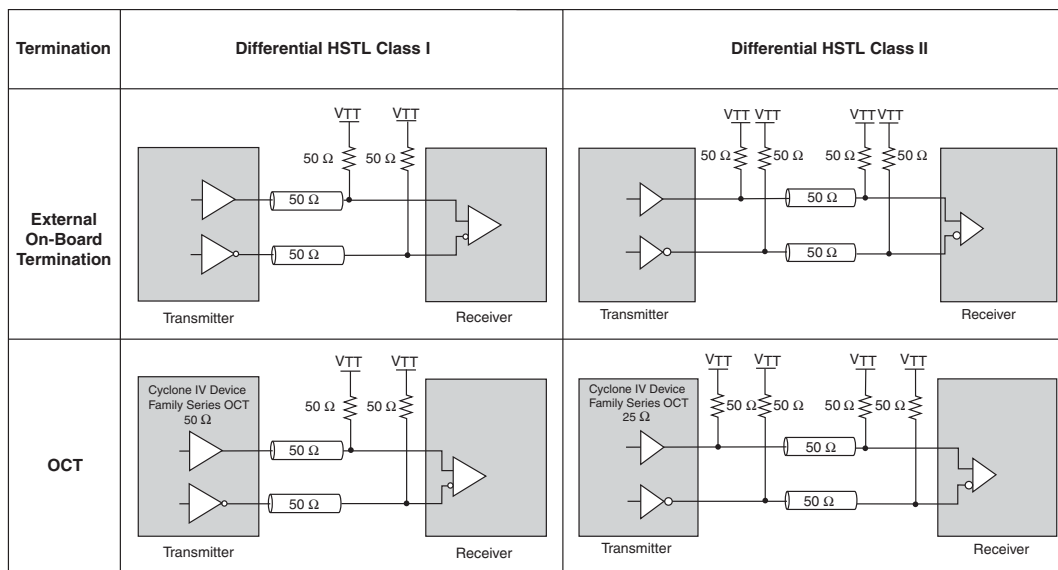 Termination
Differential HSTL Class I
Differential HSTL Class II
External
On-Board
Termination
VTT VTT
50 Ω 50 Ω
50 Ω
50 Ω
Transmitter
Receiver
VTT VTT VTT VTT
50 Ω 50 Ω 50 Ω 50 Ω
50 Ω
50 Ω
Transmitter
Receiver
OCT
VTT VTT
Cyclone IV Device
Family Series OCT
50 Ω
50 Ω 50 Ω
50 Ω
50 Ω
Transmitter
Receiver
VTT VTT VTT VTT
Cyclone IV Device
Family Series OCT
25 Ω
50 Ω 50 Ω 50 Ω 50 Ω
50 Ω
50 Ω
Transmitter
Receiver